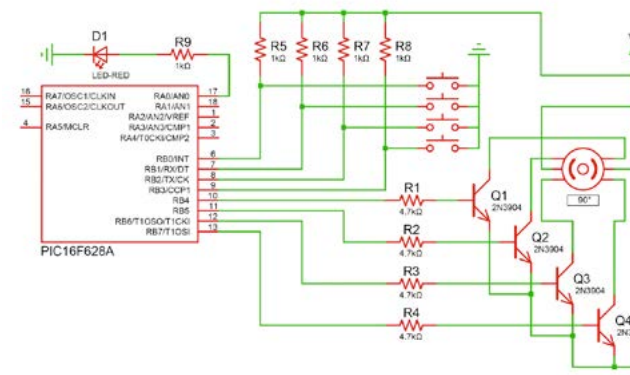 D1
LED-RED
R9
1kΩ
R5
1kΩ
R6
1kΩ
R7
1kΩ
R8
1kΩ
16 RA7/OSC1/CLKIN
15 RA6/OSC2/CLKOUT
4 RA5/MCLR
RA0/AN0 17
RA1/AN1 18
RA2/AN2/VREF 1
RA3/AN3/CMP1 2
RA4/T0CKI/CMP2 3
RB0/INT 6
RB1/RX/DT 7
RB2/TX/CK 8
RB3/CCP1 9
RB4 10
RB5 11
RB6/T1OSO/T1CKI 12
RB7/T1OSI 13
PIC16F628A
R1
4.7kΩ
R2
4.7kΩ
R3
4.7kΩ
R4
4.7kΩ
Q1
2N3904
Q2
2N3904
Q3
2N3904
Q4
90°